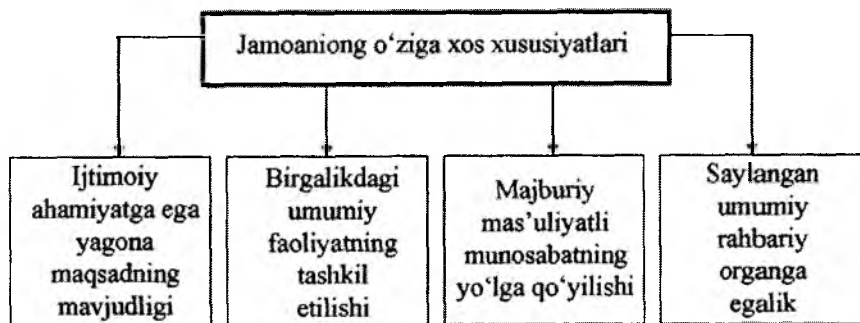 Jamoaniong o‘ziga xos xususiyatlari
Ijtimoiy
ahamiyatga ega
yagona
maqsadning
mavjudligi
Birgalikdagi
umumiy
faoliyatning
tashkil
etilishi
Majburiy
mas’uliyatli
munosabatning
yo‘lga qo‘yilishi
Saylangan
umumiy
rahbariy
organga
egalik